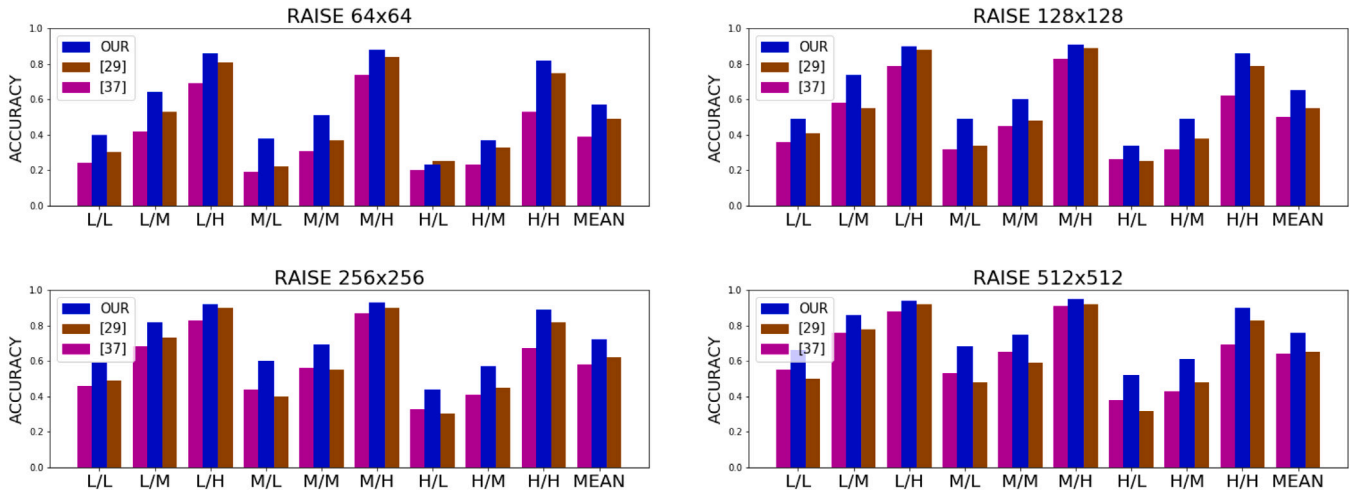 RAISE 64x64
ACCURACY
1.0
0.8
0.6
0.4
0.2
0.0
OUR
[29]
[37]
L/L L/M L/H M/L M/M M/H H/L H/M H/H MEAN
RAISE 128x128
ACCURACY
1.0
0.8
0.6
0.4
0.2
0.0
OUR
[29]
[37]
L/L L/M L/H M/L M/M M/H H/L H/M H/H MEAN
RAISE 256x256
ACCURACY
1.0
0.8
0.6
0.4
0.2
0.0
OUR
[29]
[37]
L/L L/M L/H M/L M/M M/H H/L H/M H/H MEAN
RAISE 512x512
ACCURACY
1.0
0.8
0.6
0.4
0.2
0.0
OUR
[29]
[37]
L/L L/M L/H M/L M/M M/H H/L H/M H/H MEAN